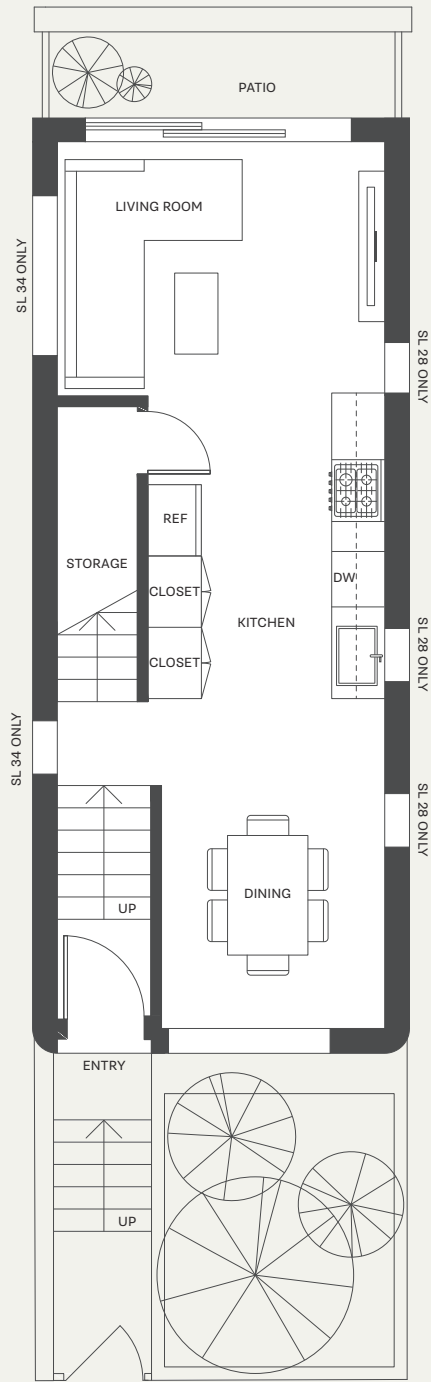 PATIO
LIVING ROOM
SL 34 ONLY
SL 28 ONLY
REF
STORAGE
DW
CLOSET
KITCHEN
CLOSET
SL 28 ONLY
SL 34 ONLY
SL 28 ONLY
DINING
UP
ENTRY
UP